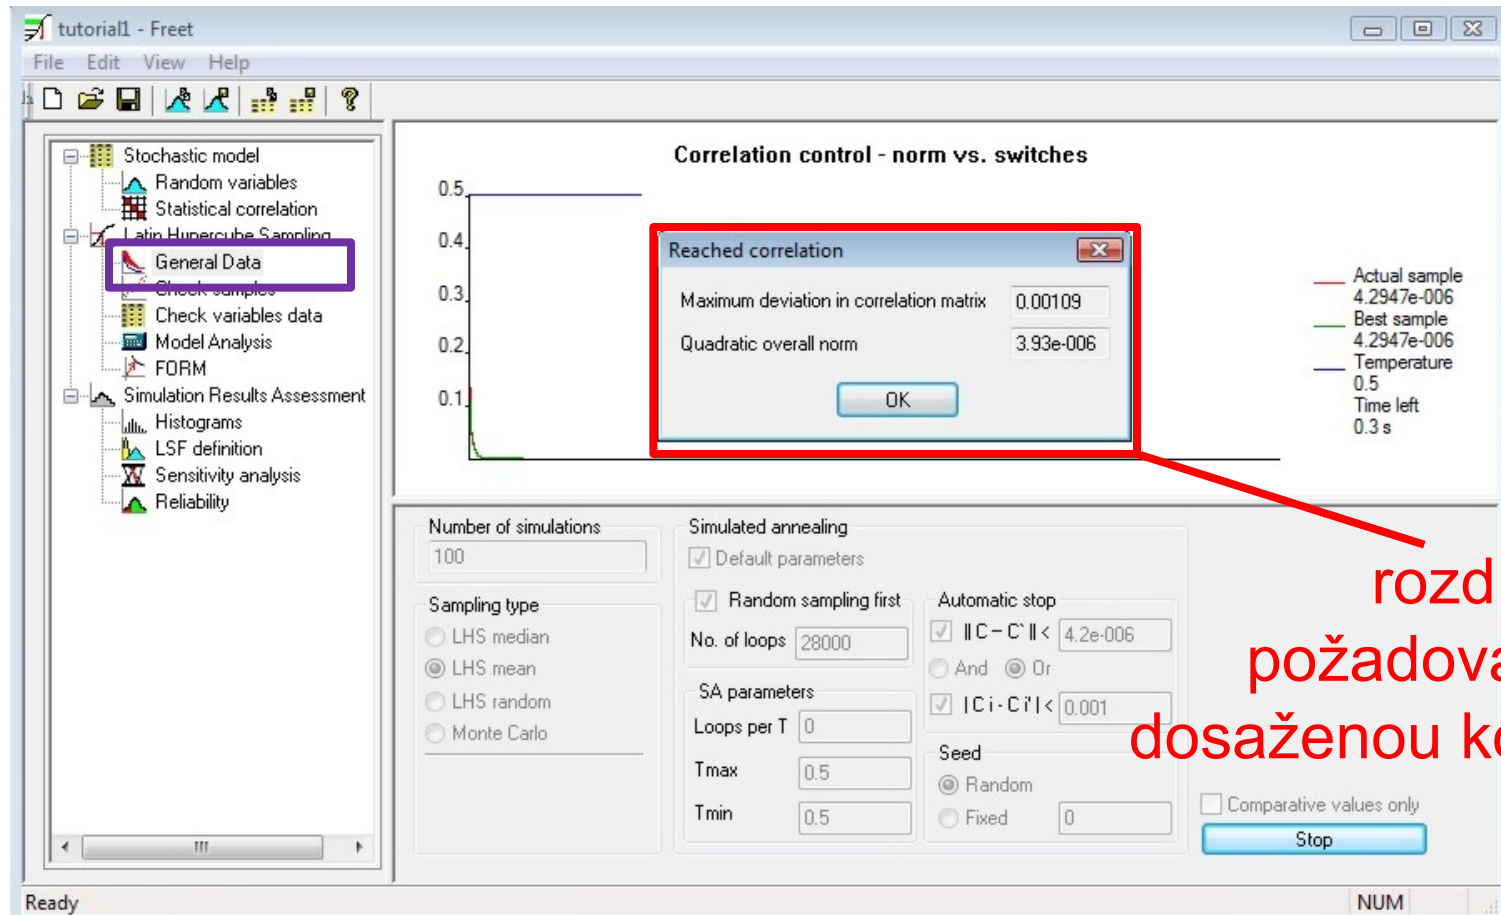 tutorial1 - Freet
File Edit View Help
Stochastic model
Random variables
Statistical correlation
Latin Hypercube Sampling
General Data
Check samples
Check variables data
Model Analysis
FORM
Simulation Results Assessment
Histograms
LSF definition
Sensitivity analysis
Reliability
Correlation control - norm vs. switches
0.5
0.4
0.3
0.2
0.1
Reached correlation
Maximum deviation in correlation matrix 0.00109
Quadratic overall norm 3.93e-006
OK
Actual sample
4.2947e-006
Best sample
4.2947e-006
Temperature
0.5
Time left
0.3 s
Number of simulations
100
Sampling type
LHS median
LHS mean
LHS random
Monte Carlo
Simulated annealing
Default parameters
Random sampling first
No. of loops 28000
SA parameters
Loops per T 0
Tmax 0.5
Tmin 0.5
Automatic stop
||C-C`||< 4.2e-006
And Or
|Ci-Ci'|< 0.001
Seed
Random
Fixed 0
Comparative values only
Stop
rozd
požadova
dosaženou ko
Ready NUM